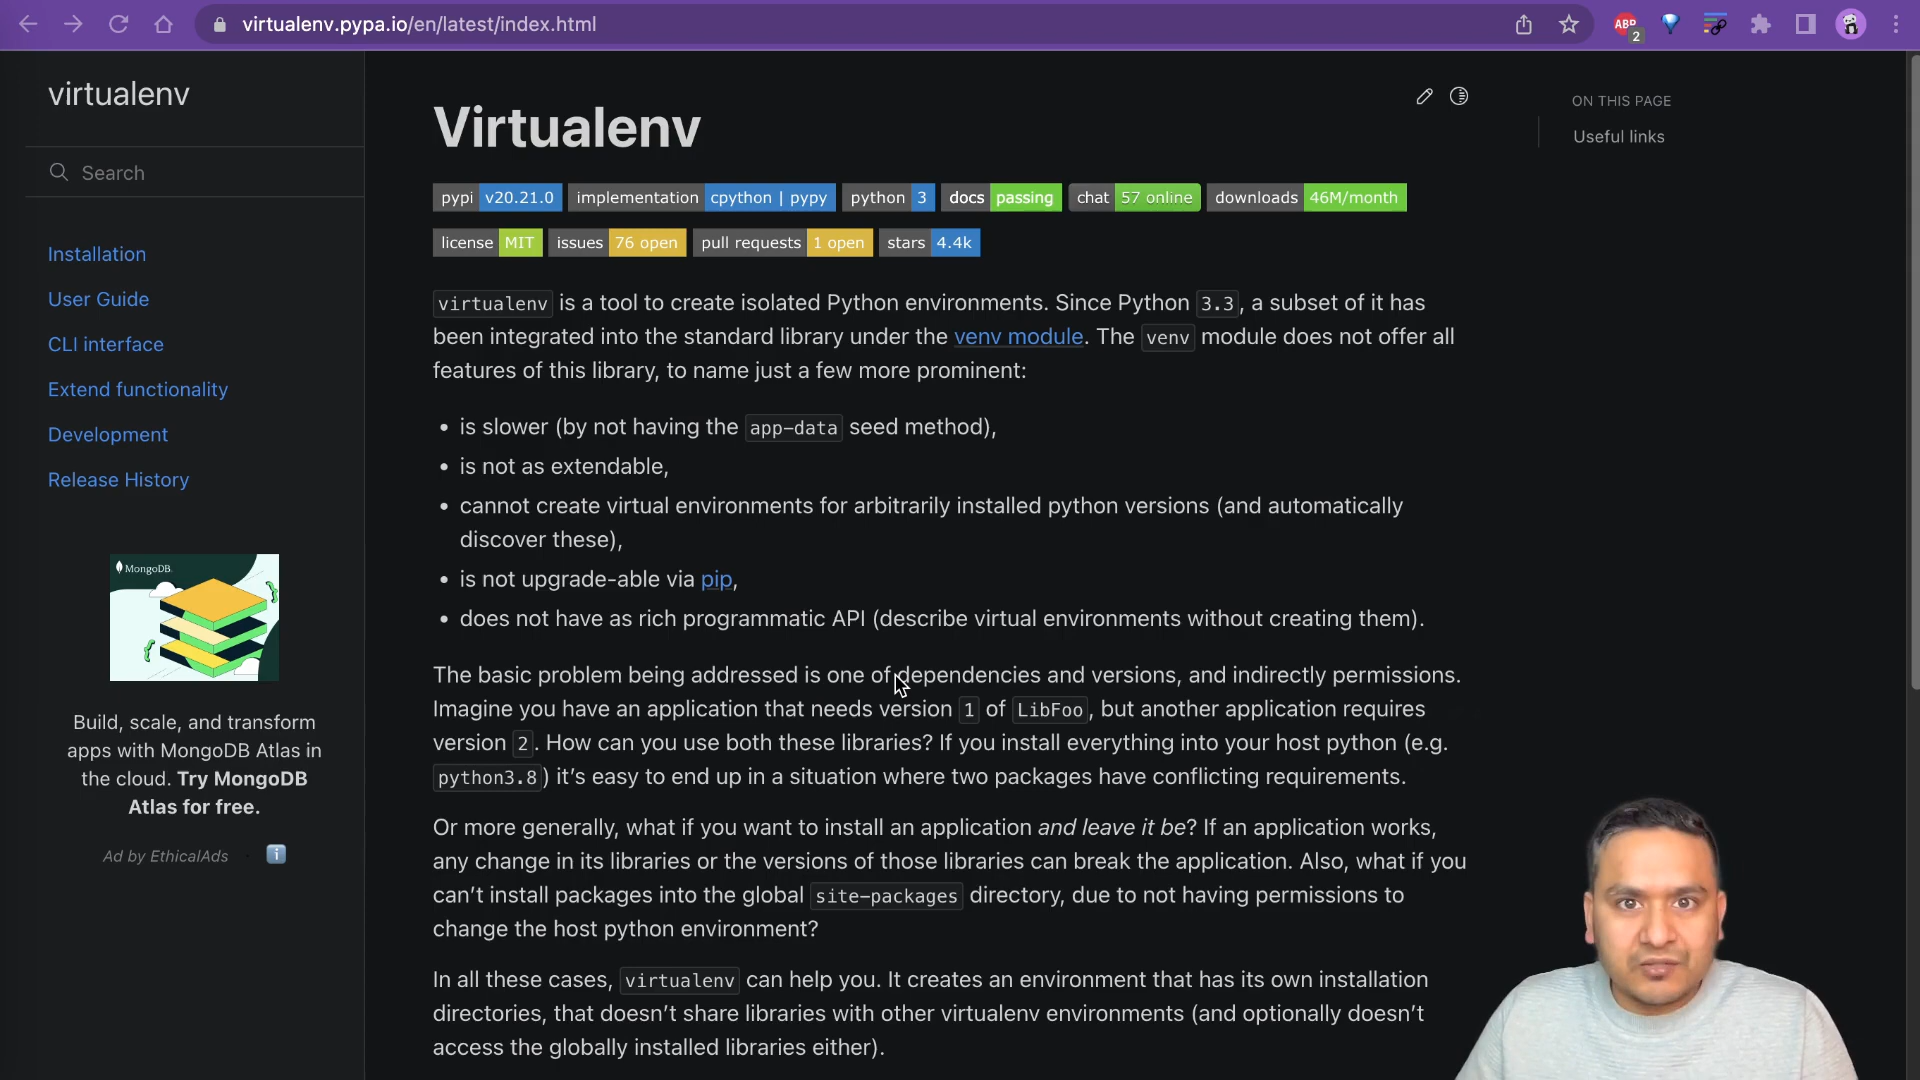 virtualenv.pypa.io/en/latest/index.html
ABP
2
virtualenv
Search
Installation
User Guide
CLI interface
Extend functionality
Development
Release History
MongoDB.
Build, scale, and transform
apps with MongoDB Atlas in
the cloud. Try MongoDB
Atlas for free.
Ad by EthicalAds
Virtualenv
pypi v20.21.0 implementation cpython | pypy python 3 docs passing chat 57 online downloads 46M/month
license MIT issues 76 open pull requests 1 open stars 4.4k
virtualenv is a tool to create isolated Python environments. Since Python 3.3, a subset of it has
been integrated into the standard library under the venv module. The venv module does not offer all
features of this library, to name just a few more prominent:
• is slower (by not having the app-data seed method),
• is not as extendable,
• cannot create virtual environments for arbitrarily installed python versions (and automatically
discover these),
• is not upgrade-able via pip,
• does not have as rich programmatic API (describe virtual environments without creating them).
The basic problem being addressed is one of dependencies and versions, and indirectly permissions.
Imagine you have an application that needs version 1 of LibFoo, but another application requires
version 2. How can you use both these libraries? If you install everything into your host python (e.g.
python3.8) it’s easy to end up in a situation where two packages have conflicting requirements.
Or more generally, what if you want to install an application and leave it be? If an application works,
any change in its libraries or the versions of those libraries can break the application. Also, what if you
can’t install packages into the global site-packages directory, due to not having permissions to
change the host python environment?
In all these cases, virtualenv can help you. It creates an environment that has its own installation
directories, that doesn’t share libraries with other virtualenv environments (and optionally doesn’t
access the globally installed libraries either).
ON THIS PAGE
Useful links